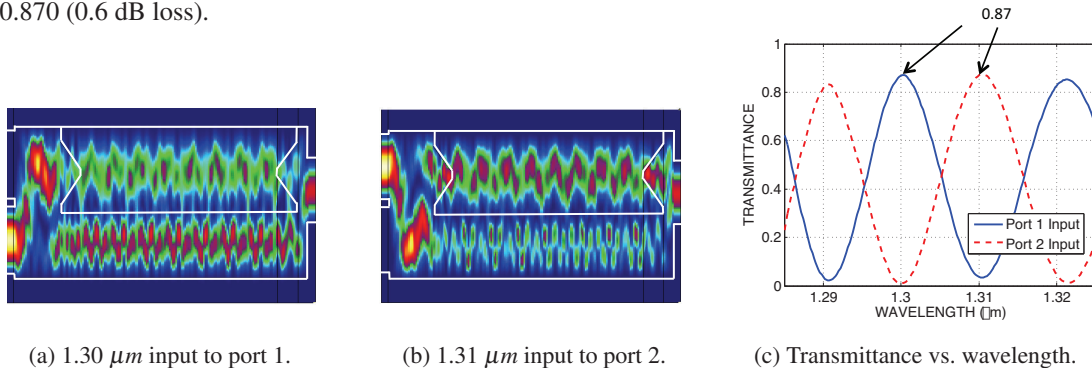 0.870 (0.6 dB loss).
0.87
1
0.8
0.6
0.4
0.2
0
TRANSMITTANCE
Port 1 Input
Port 2 Input
1.29 1.3 1.31 1.32
WAVELENGTH (□m)
(a) 1.30 μm input to port 1.
(b) 1.31 μm input to port 2.
(c) Transmittance vs. wavelength.